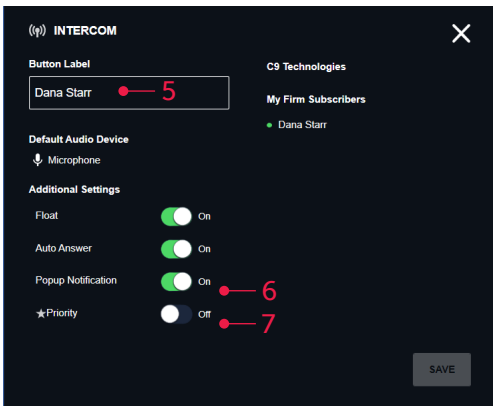 INTERCOM
Button Label
Dana Starr 5
Default Audio Device
Microphone
Additional Settings
Float On
Auto Answer On
Popup Notification On 6
★Priority Off 7
C9 Technologies
My Firm Subscribers
Dana Starr
SAVE